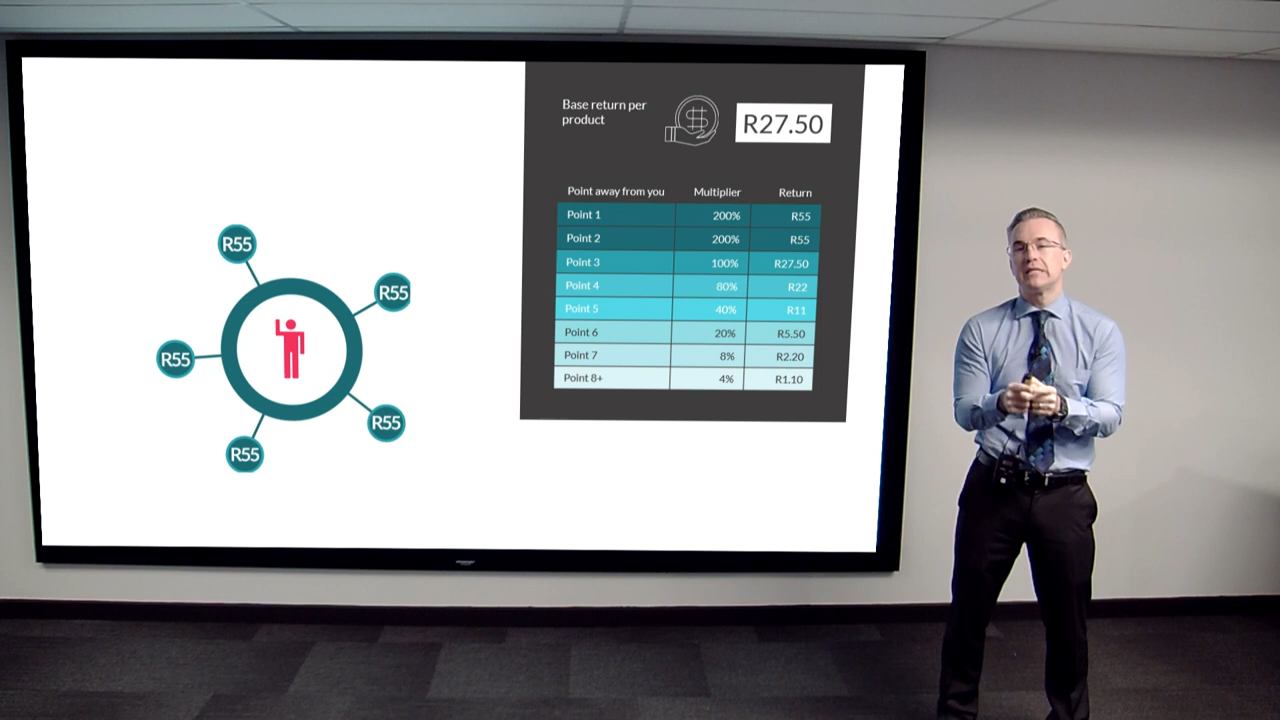 Base return per
product
R27.50
Point away from you Multiplier Return
Point 1 200% R55
Point 2 200% R55
Point 3 100% R27.50
Point 4 80% R22
Point 5 40% R11
Point 6 20% R5.50
Point 7 8% R2.20
Point 8+ 4% R1.10
R55
R55
R55
R55
R55